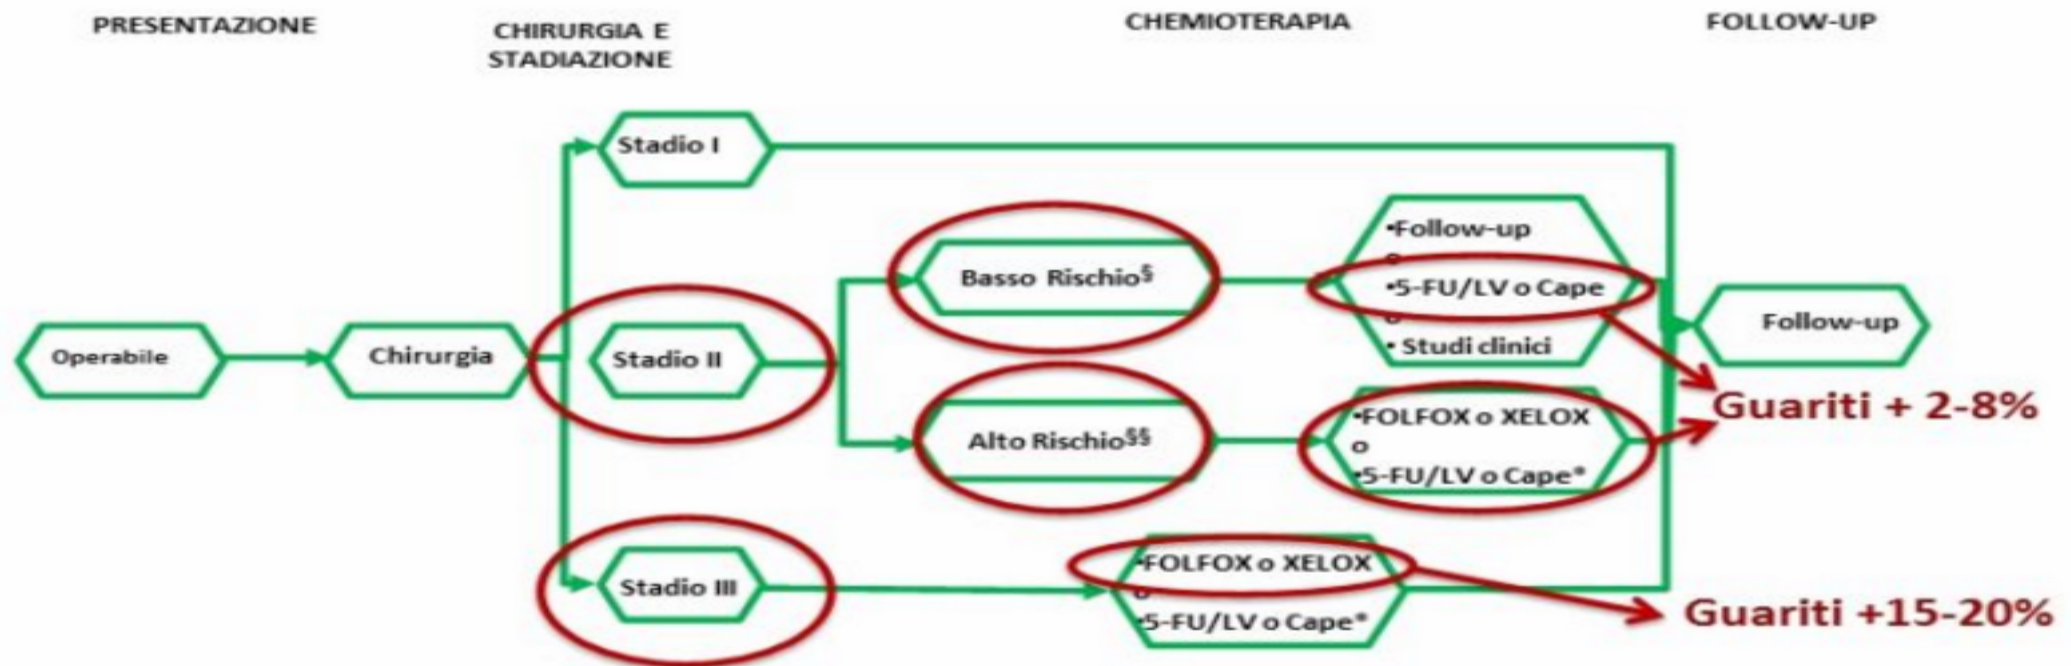 PRESENTAZIONE
CHIRURGIA E
STADIAZIONE
CHEMIOTERAPIA
FOLLOW-UP
Operabile
Chirurgia
Stadio I
Stadio II
Stadio III
Basso Rischio§
Alto Rischio§§
•Follow-up
o
•5-FU/LV o Cape
o
• Studi clinici
•FOLFOX o XELOX
o
•5-FU/LV o Cape*
•FOLFOX o XELOX
o
•5-FU/LV o Cape*
Follow-up
Guariti + 2-8%
Guariti +15-20%